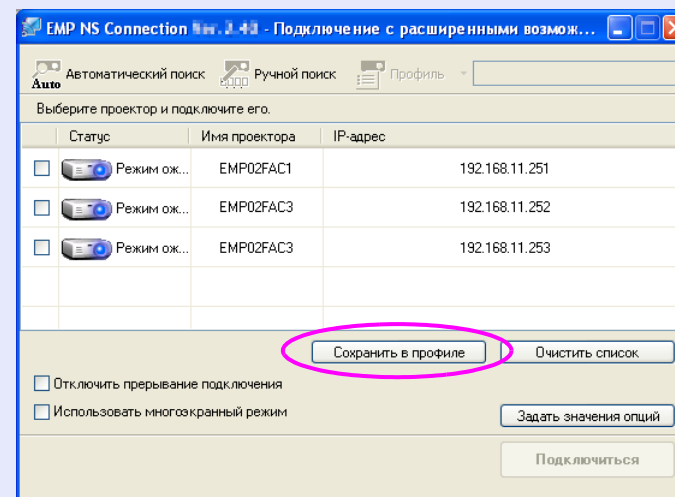 EMP NS Connection - Подключение с расширенными возмож...
Auto Автоматический поиск Ручной поиск Профиль
Выберите проектор и подключите его.
Статус Имя проектора IP-адрес
Режим ож... EMP02FAC1 192.168.11.251
Режим ож... EMP02FAC3 192.168.11.252
Режим ож... EMP02FAC3 192.168.11.253
Сохранить в профиле Очистить список
Отключить прерывание подключения
Использовать многоэкранный режим
Задать значения опций
Подключиться